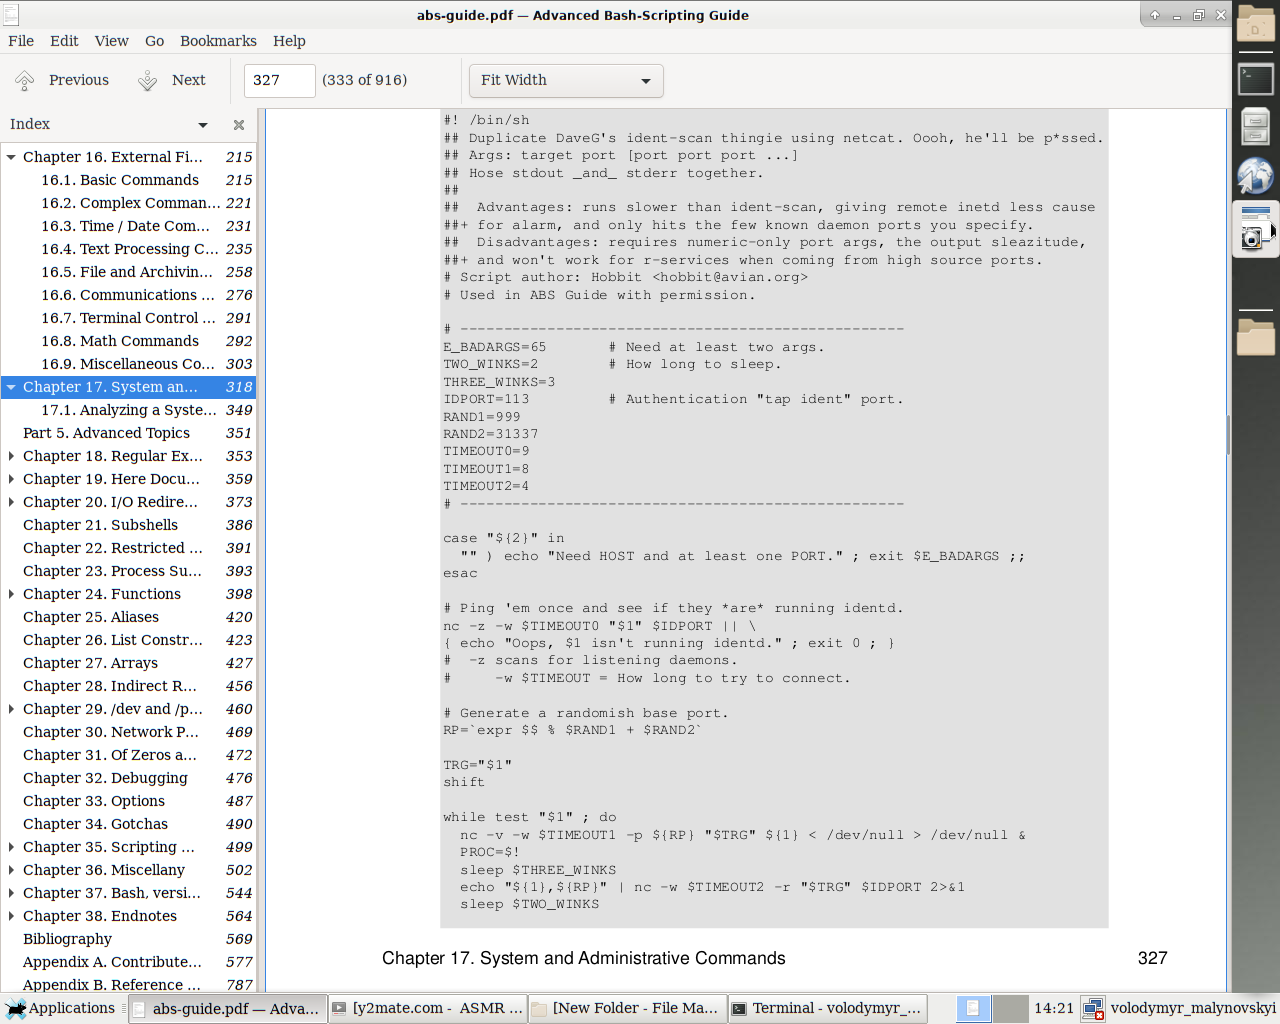 abs-guide.pdf — Advanced Bash-Scripting Guide
File Edit View Go Bookmarks Help
Previous Next 327 (333 of 916) Fit Width
Index
Chapter 16. External Fi... 215
16.1. Basic Commands 215
16.2. Complex Comman... 221
16.3. Time / Date Com... 231
16.4. Text Processing C... 235
16.5. File and Archivin... 258
16.6. Communications ... 276
16.7. Terminal Control ... 291
16.8. Math Commands 292
16.9. Miscellaneous Co... 303
Chapter 17. System an... 318
17.1. Analyzing a Syste... 349
Part 5. Advanced Topics 351
Chapter 18. Regular Ex... 353
Chapter 19. Here Docu... 359
Chapter 20. I/O Redire... 373
Chapter 21. Subshells 386
Chapter 22. Restricted ... 391
Chapter 23. Process Su... 393
Chapter 24. Functions 398
Chapter 25. Aliases 420
Chapter 26. List Constr... 423
Chapter 27. Arrays 427
Chapter 28. Indirect R... 456
Chapter 29. /dev and /p... 460
Chapter 30. Network P... 469
Chapter 31. Of Zeros a... 472
Chapter 32. Debugging 476
Chapter 33. Options 487
Chapter 34. Gotchas 490
Chapter 35. Scripting ... 499
Chapter 36. Miscellany 502
Chapter 37. Bash, versi... 544
Chapter 38. Endnotes 564
Bibliography 569
Appendix A. Contribute... 577
Appendix B. Reference ... 787
#! /bin/sh
## Duplicate DaveG's ident-scan thingie using netcat. Oooh, he'll be p*ssed.
## Args: target port [port port port ...]
## Hose stdout _and_ stderr together.
##
##  Advantages: runs slower than ident-scan, giving remote inetd less cause
##+ for alarm, and only hits the few known daemon ports you specify.
##  Disadvantages: requires numeric-only port args, the output sleazitude,
##+ and won't work for r-services when coming from high source ports.
# Script author: Hobbit <hobbit@avian.org>
# Used in ABS Guide with permission.
# ---------------------------------------------------
E_BADARGS=65       # Need at least two args.
TWO_WINKS=2        # How long to sleep.
THREE_WINKS=3
IDPORT=113         # Authentication "tap ident" port.
RAND1=999
RAND2=31337
TIMEOUT0=9
TIMEOUT1=8
TIMEOUT2=4
# ---------------------------------------------------
case "${2}" in
  "" ) echo "Need HOST and at least one PORT." ; exit $E_BADARGS ;;
esac
# Ping 'em once and see if they *are* running identd.
nc -z -w $TIMEOUT0 "$1" $IDPORT || \
{ echo "Oops, $1 isn't running identd." ; exit 0 ; }
#  -z scans for listening daemons.
#     -w $TIMEOUT = How long to try to connect.
# Generate a randomish base port.
RP=`expr $$ % $RAND1 + $RAND2`
TRG="$1"
shift
while test "$1" ; do
  nc -v -w $TIMEOUT1 -p ${RP} "$TRG" ${1} < /dev/null > /dev/null &
  PROC=$!
  sleep $THREE_WINKS
  echo "${1},${RP}" | nc -w $TIMEOUT2 -r "$TRG" $IDPORT 2>&1
  sleep $TWO_WINKS
Chapter 17. System and Administrative Commands 327
Applications abs-guide.pdf — Adva... [y2mate.com - ASMR ... [New Folder - File Ma... Terminal - volodymyr_... 14:21 volodymyr_malynovskyi